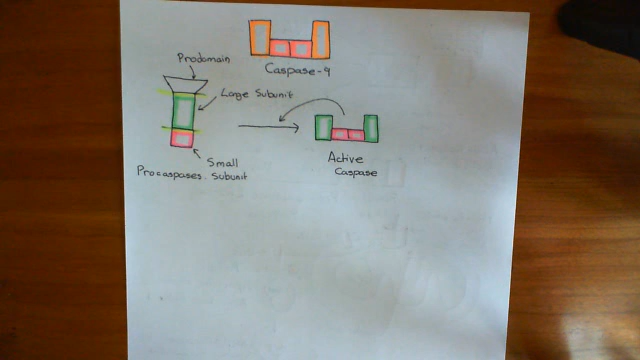 Caspase-9
Prodomain
Large Subunit
Small
Subunit
Procaspases.
Active
Caspase